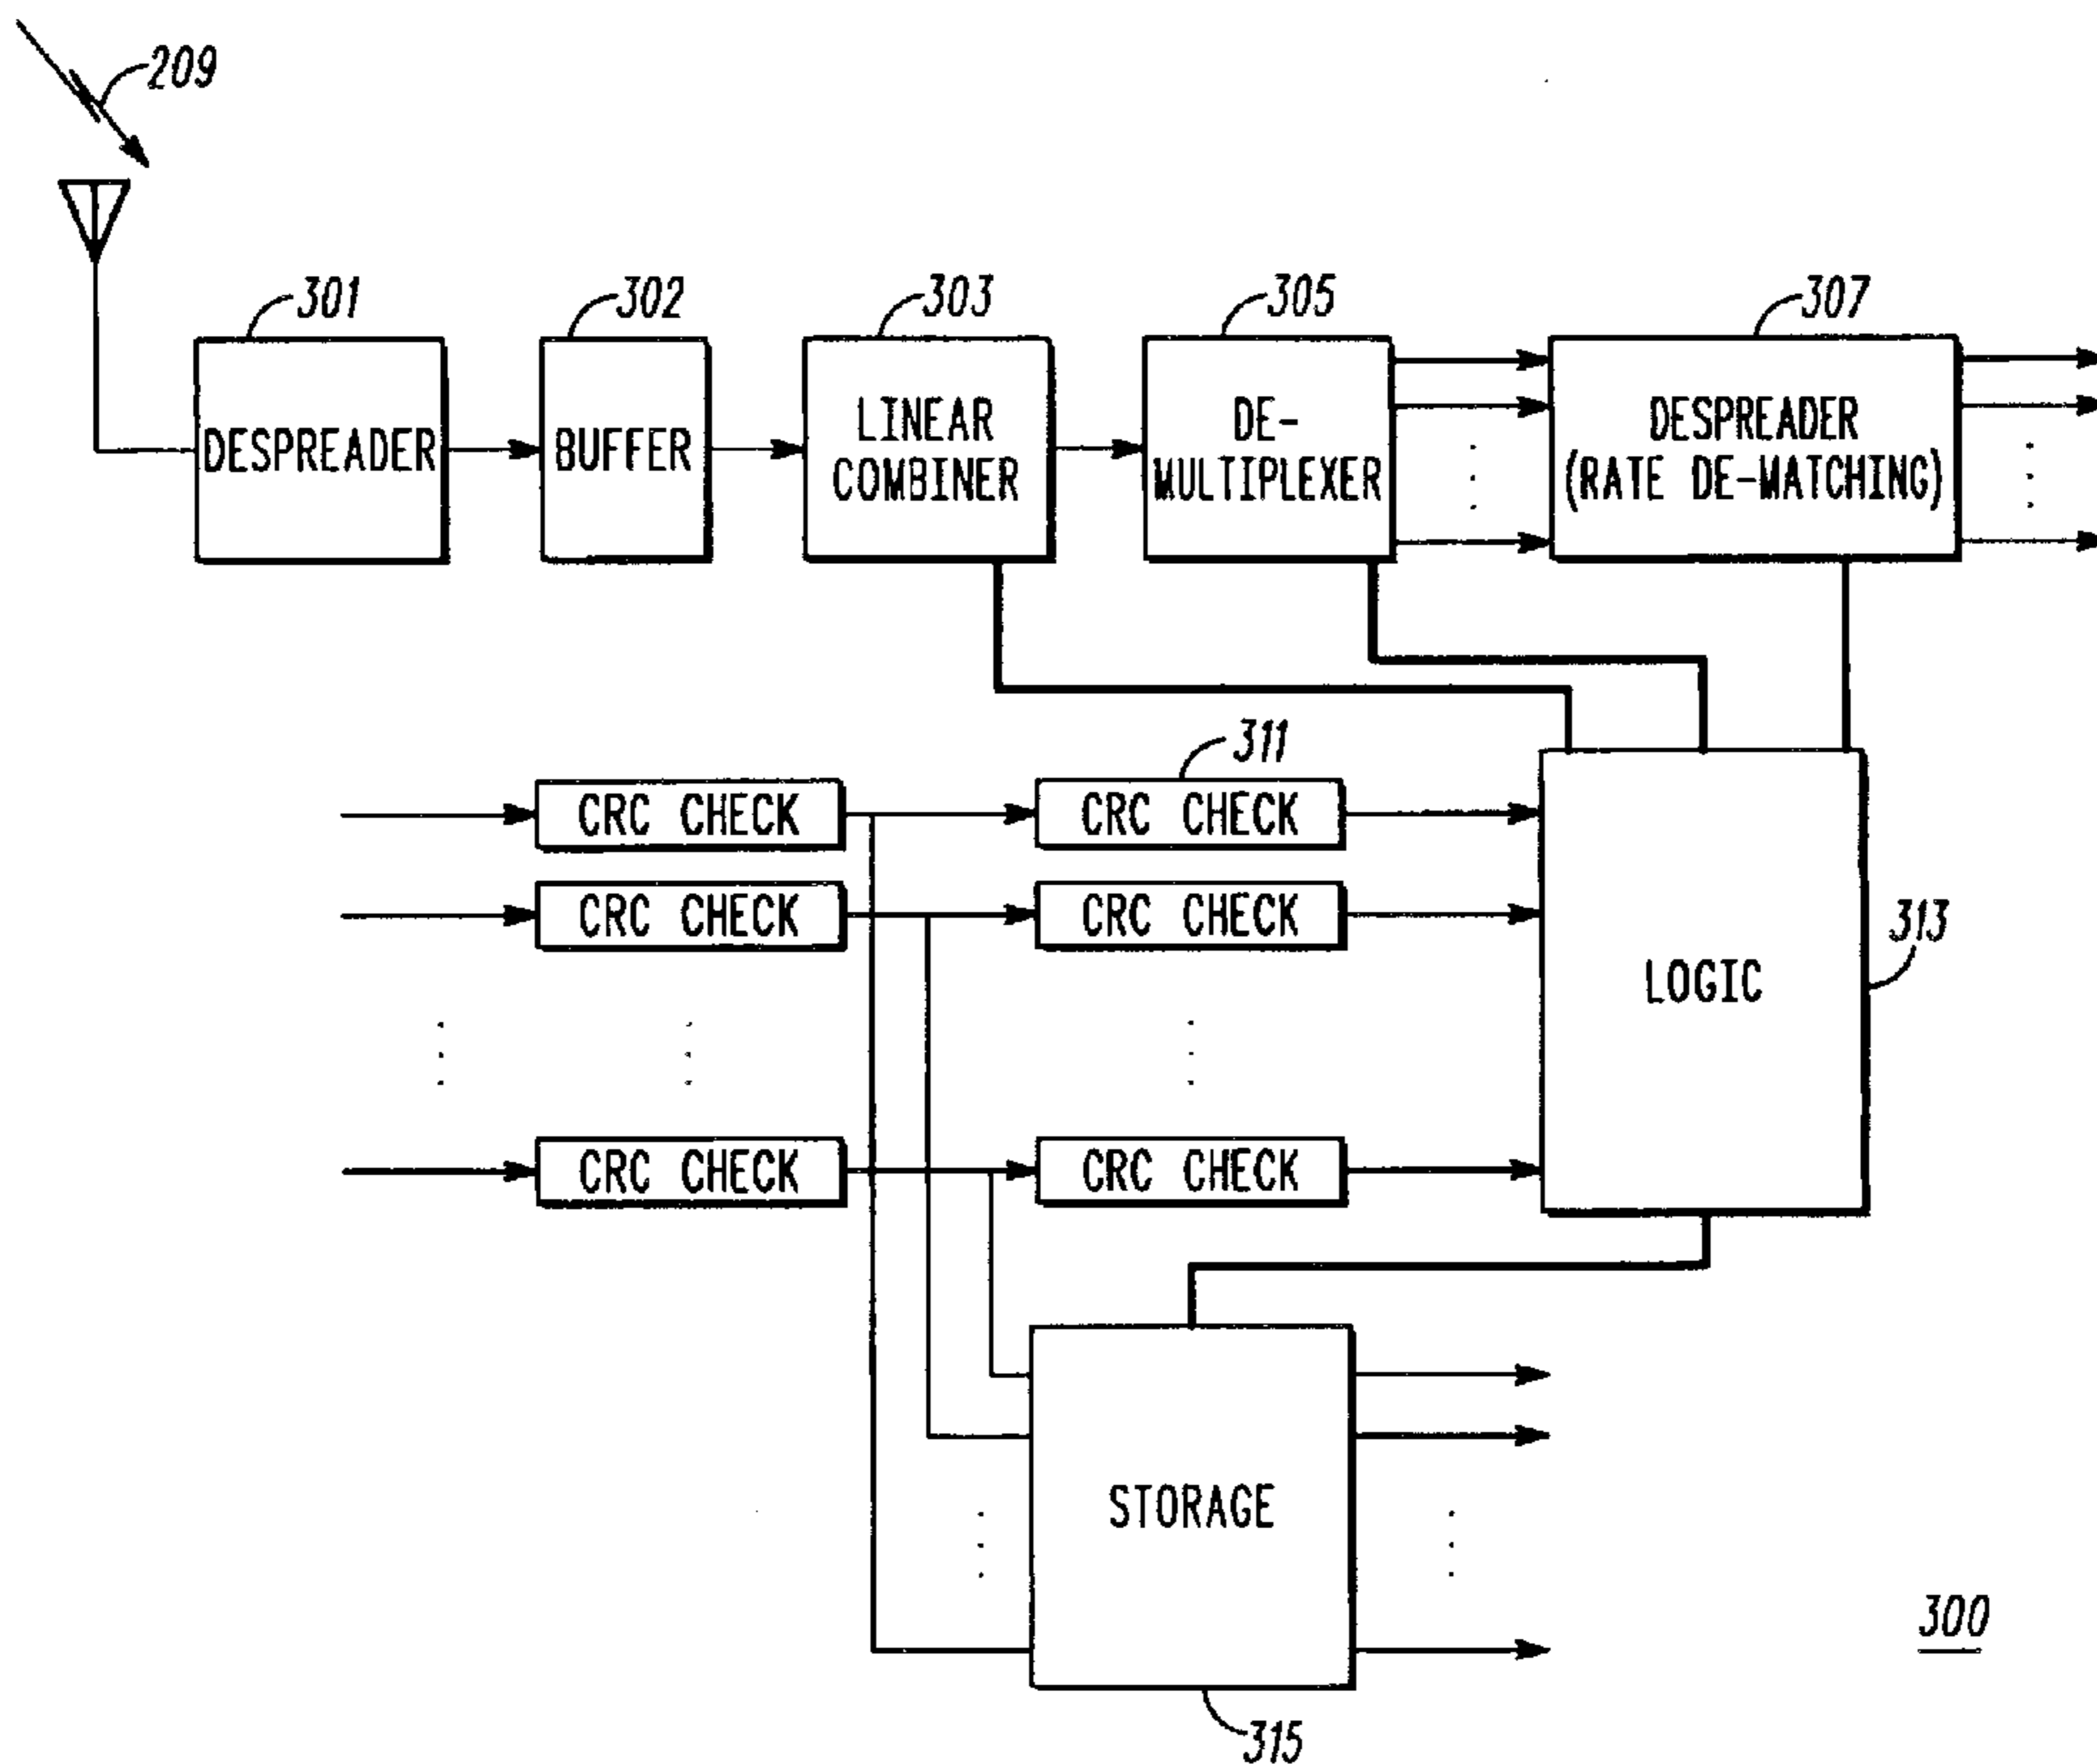 209
301
302
303
305
307
DESPREADER
BUFFER
LINEAR
COMBINER
DE-
MULTIPLEXER
DESPREADER
(RATE DE-MATCHING)
311
CRC CHECK
CRC CHECK
CRC CHECK
CRC CHECK
313
LOGIC
CRC CHECK
CRC CHECK
STORAGE
300
315